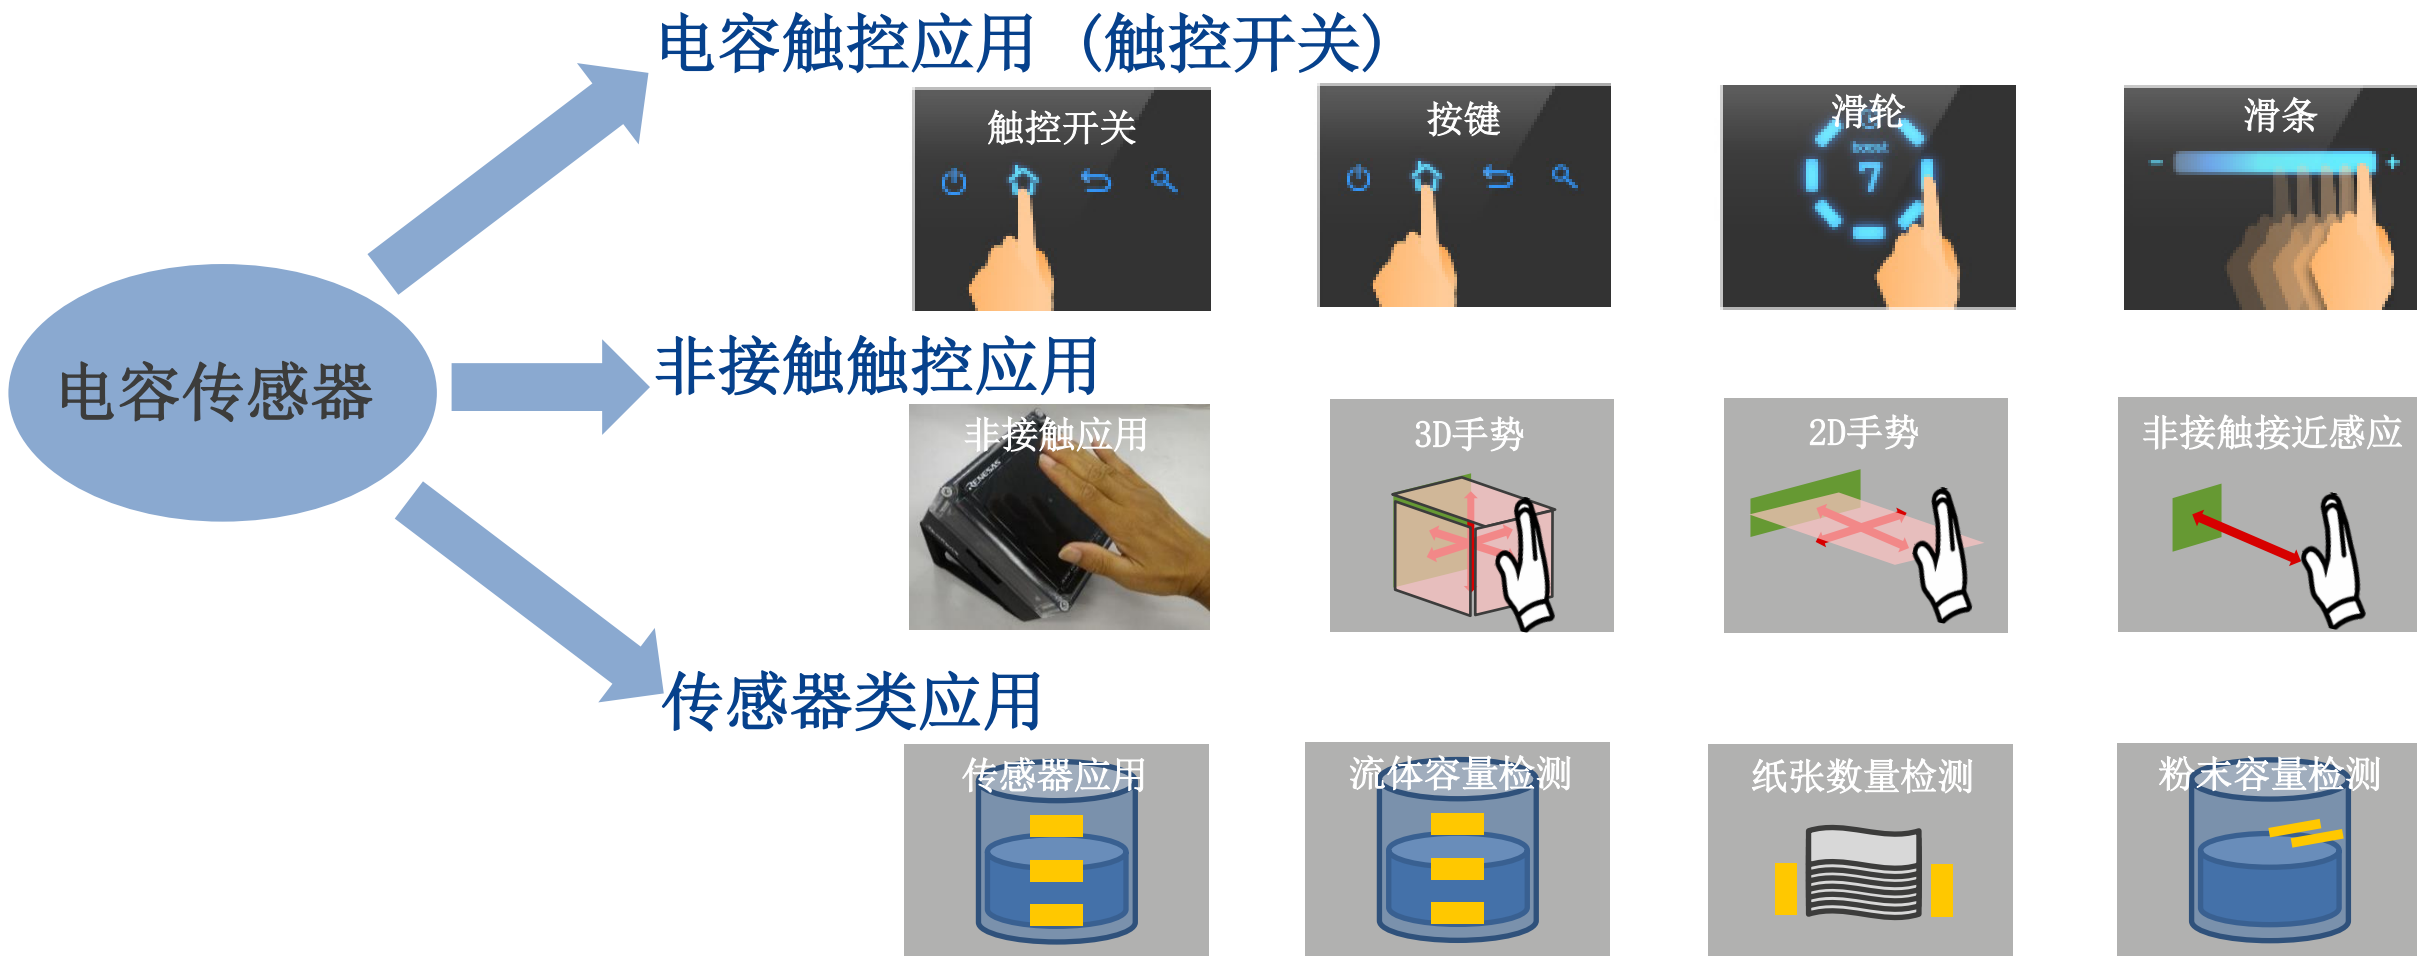 电容触控应用 (触控开关)
触控开关
按键
滑轮
boost
7
滑条
- +
电容传感器
非接触触控应用
非接触应用
RENESAS
3D手势
2D手势
非接触接近感应
传感器类应用
传感器应用
流体容量检测
纸张数量检测
粉末容量检测